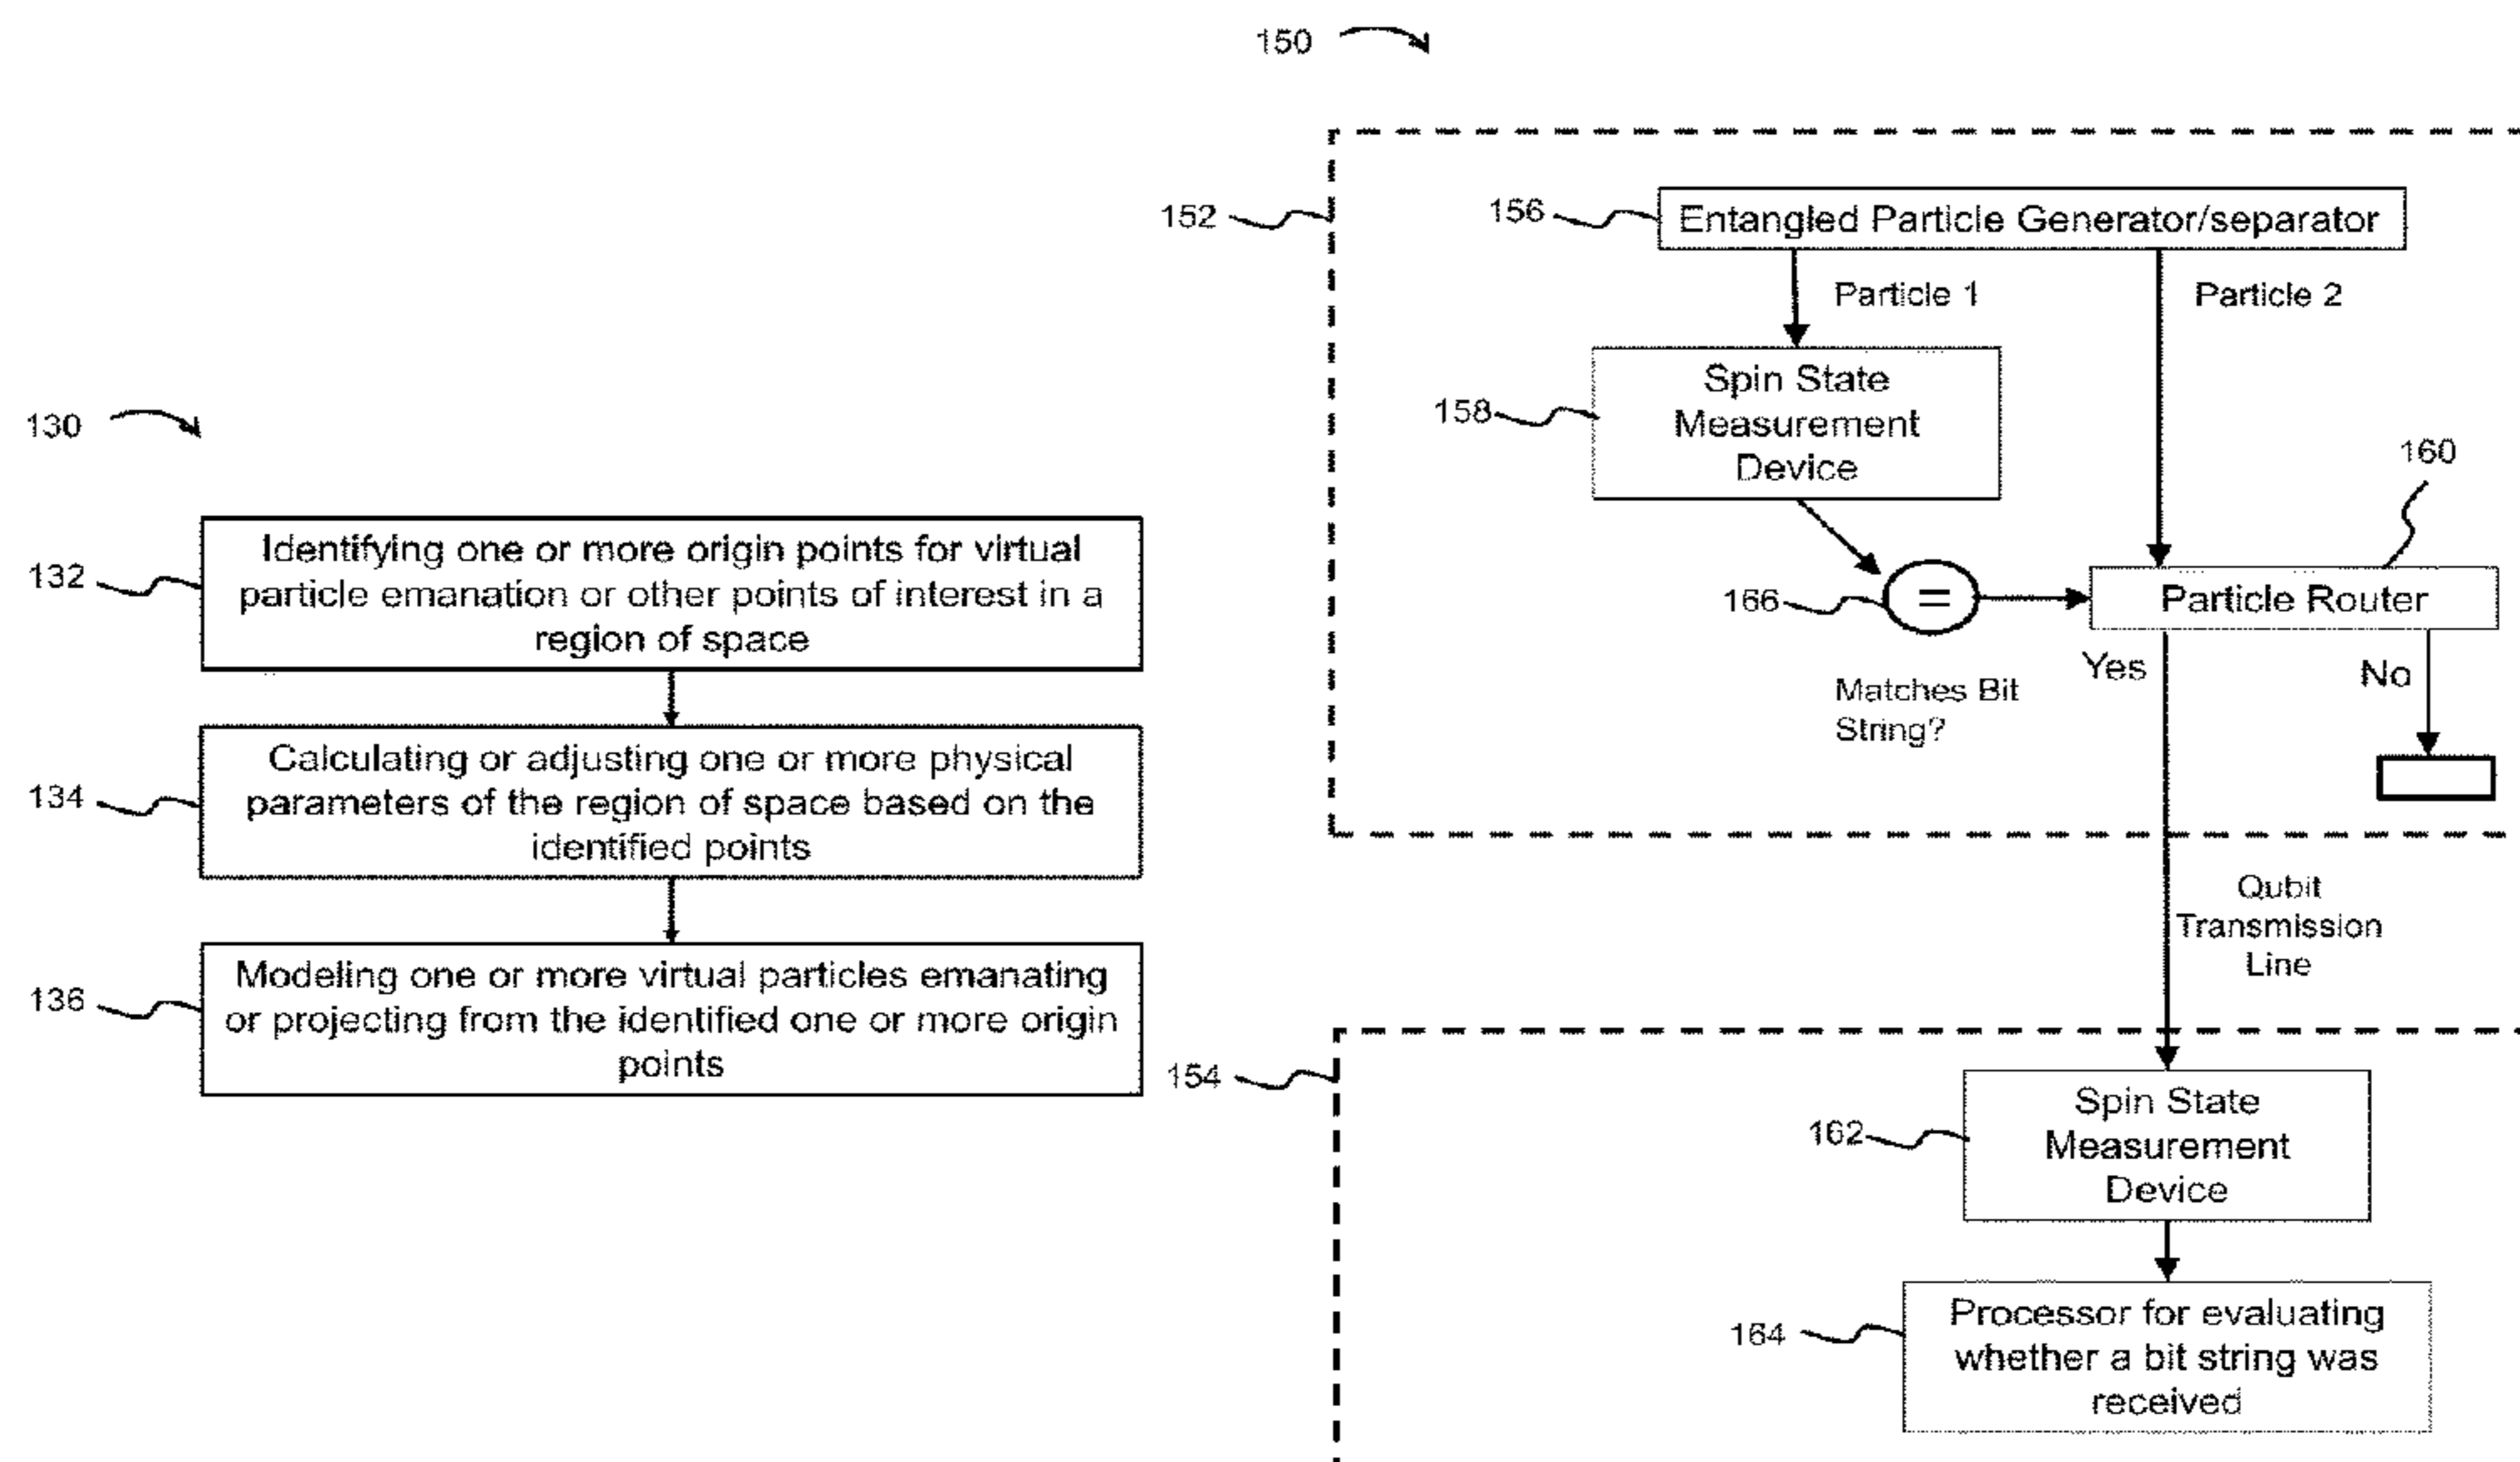 130
132
Identifying one or more origin points for virtual
particle emanation or other points of interest in a
region of space
134
Calculating or adjusting one or more physical
parameters of the region of space based on the
identified points
136
Modeling one or more virtual particles emanating
or projecting from the identified one or more origin
points
150
152
156
Entangled Particle Generator/separator
Particle 1
Particle 2
158
Spin State
Measurement
Device
160
166
=
Particle Router
Matches Bit
String?
Yes
No
Qubit
Transmission
Line
154
162
Spin State
Measurement
Device
164
Processor for evaluating
whether a bit string was
received